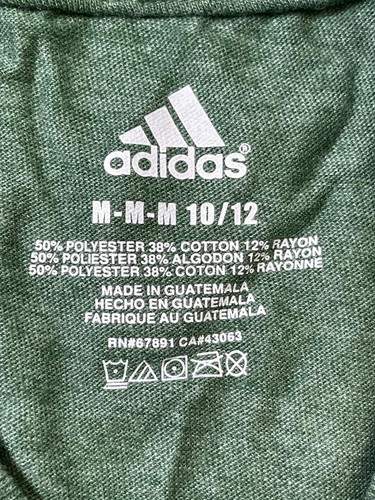 adidas®
M-M-M 10/12
50% POLYESTER 38% COTTON 12% RAYON
50% POLIESTER 38% ALGODON 12% RAYON
50% POLYESTER 38% COTON 12% RAYONNE
MADE IN GUATEMALA
HECHO EN GUATEMALA
FABRIQUE AU GUATEMALA
RN#67891 CA#43063